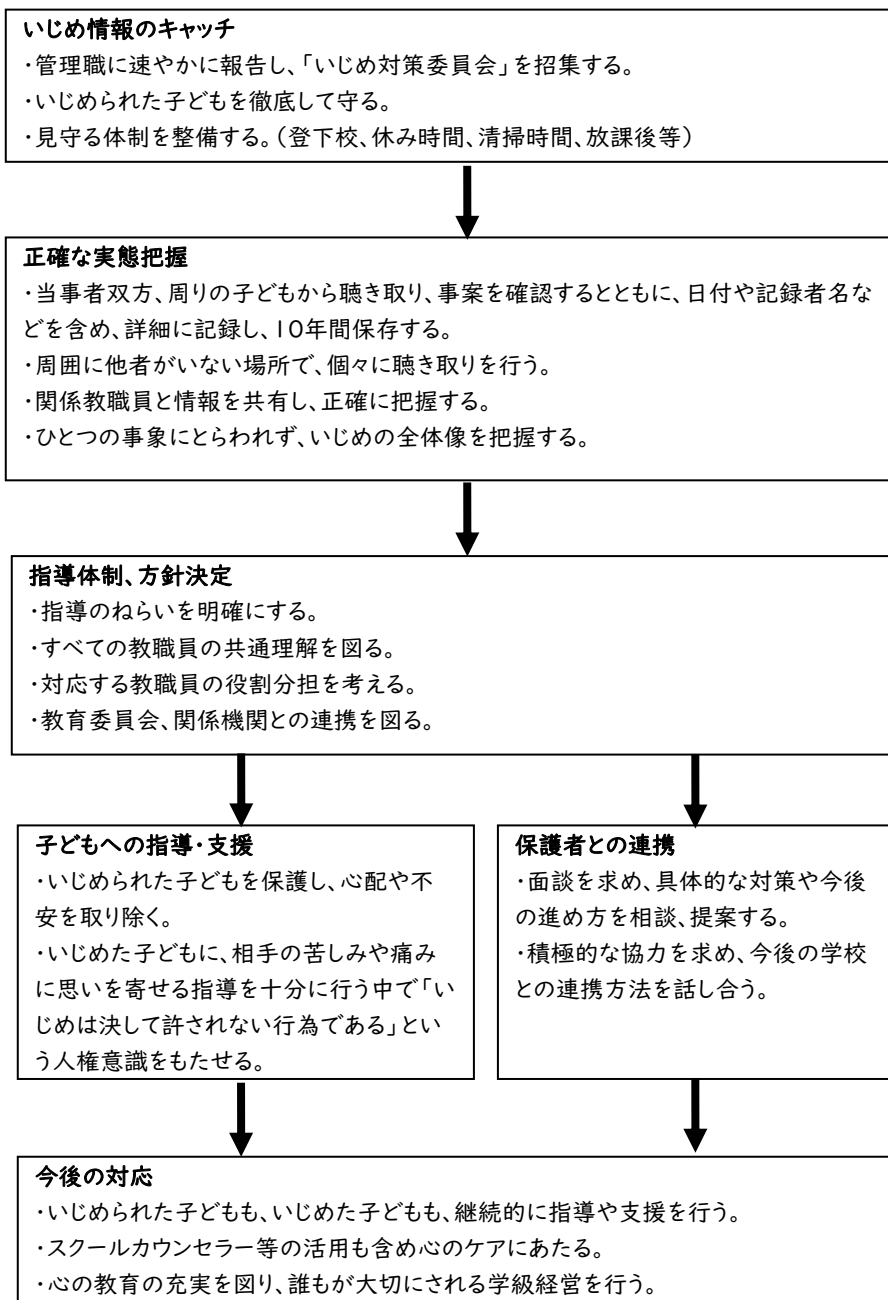 いじめ情報のキャッチ
・管理職に速やかに報告し、「いじめ対策委員会」を招集する。
・いじめられた子どもを徹底して守る。
・見守る体制を整備する。(登下校、休み時間、清掃時間、放課後等)
正確な実態把握
・当事者双方、周りの子どもから聴き取り、事案を確認するとともに、日付や記録者名な
どを含め、詳細に記録し、10年間保存する。
・周囲に他者がいない場所で、個々に聴き取りを行う。
・関係教職員と情報を共有し、正確に把握する。
・ひとつの事象にとらわれず、いじめの全体像を把握する。
指導体制、方針決定
・指導のねらいを明確にする。
・すべての教職員の共通理解を図る。
・対応する教職員の役割分担を考える。
・教育委員会、関係機関との連携を図る。
子どもへの指導・支援
・いじめられた子どもを保護し、心配や不
安を取り除く。
・いじめた子どもに、相手の苦しみや痛み
に思いを寄せる指導を十分に行う中で「い
じめは決して許されない行為である」とい
う人権意識をもたせる。
保護者との連携
・面談を求め、具体的な対策や今後
の進め方を相談、提案する。
・積極的な協力を求め、今後の学校
との連携方法を話し合う。
今後の対応
・いじめられた子どもも、いじめた子どもも、継続的に指導や支援を行う。
・スクールカウンセラー等の活用も含め心のケアにあたる。
・心の教育の充実を図り、誰もが大切にされる学級経営を行う。